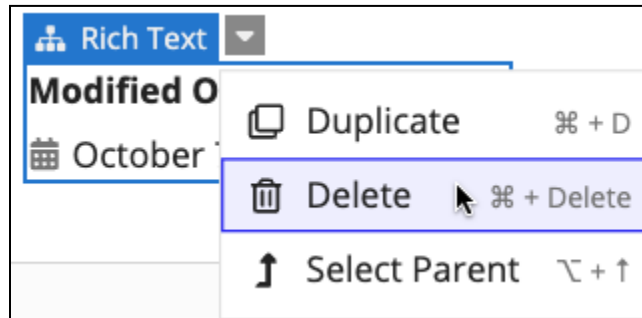 Rich Text
Modified O
October
Duplicate ⌘ + D
Delete ⌘ + Delete
Select Parent ⌥ + ↑